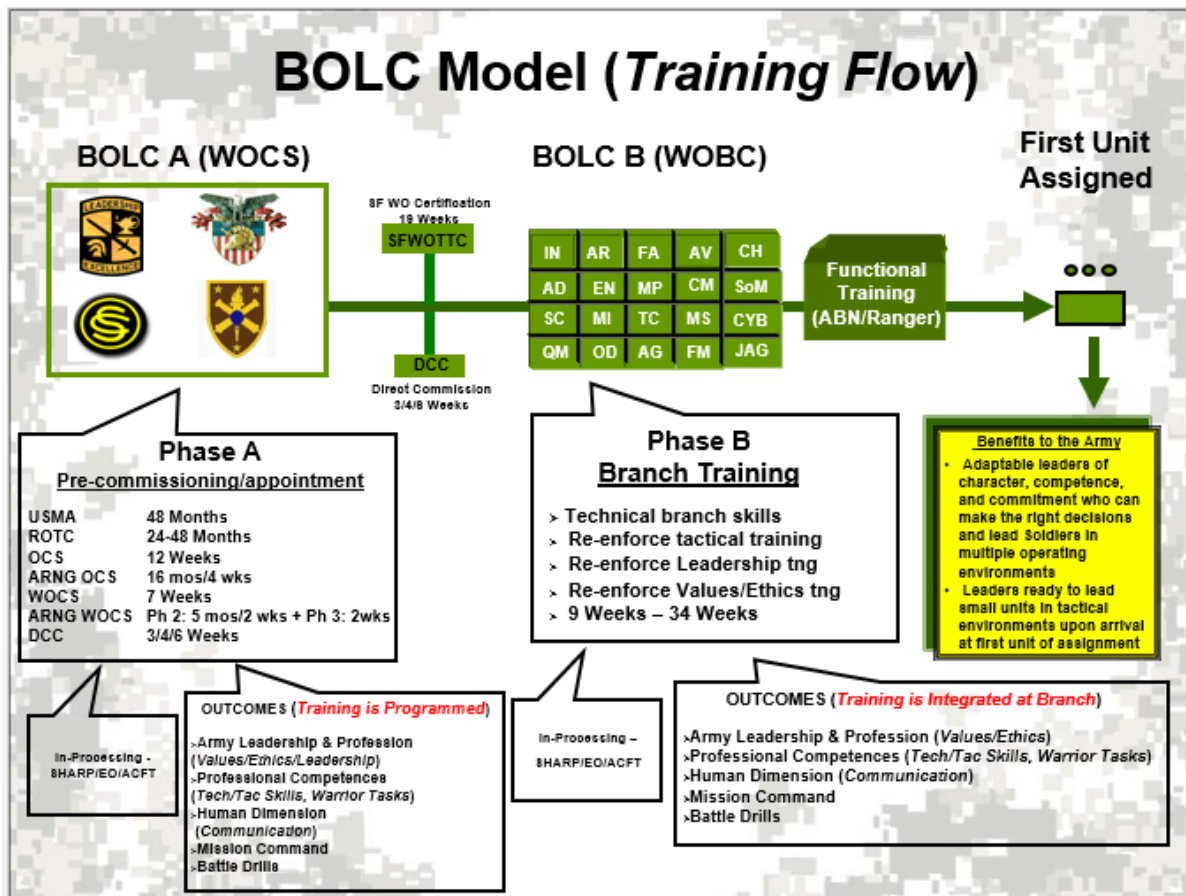 BOLC Model (Training Flow)
BOLC A (WOCS)
LEADERSHIP
EXCELLENCE
OCS
SF WO Certification
19 Weeks
SFWOTTC
DCC
Direct Commission
3/4/6 Weeks
BOLC B (WOBC)
IN AR FA AV CH
AD EN MP CM SoM
SC MI TC MS CYB
QM OD AG FM JAG
Functional
Training
(ABN/Ranger)
First Unit
Assigned
Phase A
Pre-commissioning/appointment
USMA 48 Months
ROTC 24-48 Months
OCS 12 Weeks
ARNG OCS 16 mos/4 wks
WOCS 7 Weeks
ARNG WOCS Ph 2: 5 mos/2 wks + Ph 3: 2wks
DCC 3/4/6 Weeks
Phase B
Branch Training
➢ Technical branch skills
➢ Re-enforce tactical training
➢ Re-enforce Leadership tng
➢ Re-enforce Values/Ethics tng
➢ 9 Weeks – 34 Weeks
Benefits to the Army
• Adaptable leaders of
character, competence,
and commitment who can
make the right decisions
and lead Soldiers in
multiple operating
environments
• Leaders ready to lead
small units in tactical
environments upon arrival
at first unit of assignment
In-Processing -
SHARP/EO/ACFT
OUTCOMES (Training is Programmed)
➢Army Leadership & Profession
(Values/Ethics/Leadership)
➢Professional Competences
(Tech/Tac Skills, Warrior Tasks)
➢Human Dimension
(Communication)
➢Mission Command
➢Battle Drills
In-Processing –
SHARP/EO/ACFT
OUTCOMES (Training is Integrated at Branch)
➢Army Leadership & Profession (Values/Ethics)
➢Professional Competences (Tech/Tac Skills, Warrior Tasks)
➢Human Dimension (Communication)
➢Mission Command
➢Battle Drills